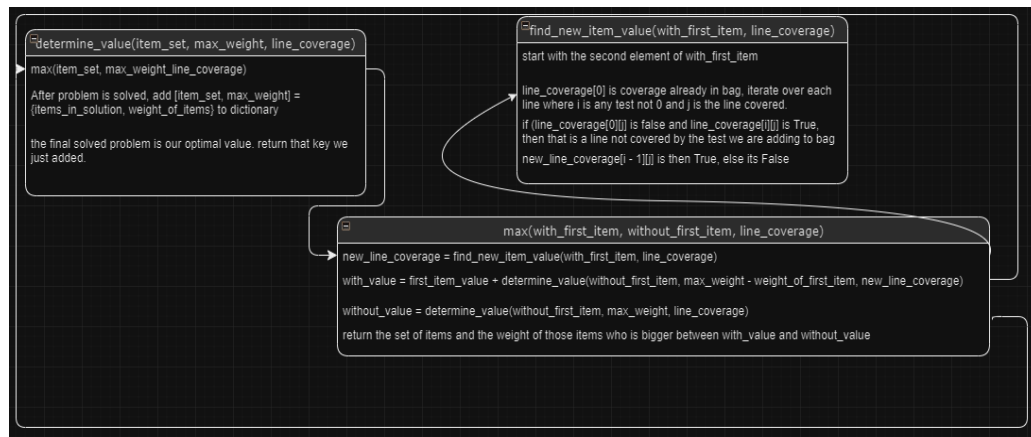 determine_value(item_set, max_weight, line_coverage)
max(item_set, max_weight_line_coverage)
After problem is solved, add [item_set, max_weight] =
{items_in_solution, weight_of_items} to dictionary
the final solved problem is our optimal value. return that key we
just added.
find_new_item_value(with_first_item, line_coverage)
start with the second element of with_first_item
line_coverage[0] is coverage already in bag, iterate over each
line where i is any test not 0 and j is the line covered.
if (line_coverage[0][j] is false and line_coverage[i][j] is True,
then that is a line not covered by the test we are adding to bag
new_line_coverage[i - 1][j] is then True, else its False
max(with_first_item, without_first_item, line_coverage)
new_line_coverage = find_new_item_value(with_first_item, line_coverage)
with_value = first_item_value + determine_value(without_first_item, max_weight - weight_of_first_item, new_line_coverage)
without_value = determine_value(without_first_item, max_weight, line_coverage)
return the set of items and the weight of those items who is bigger between with_value and without_value